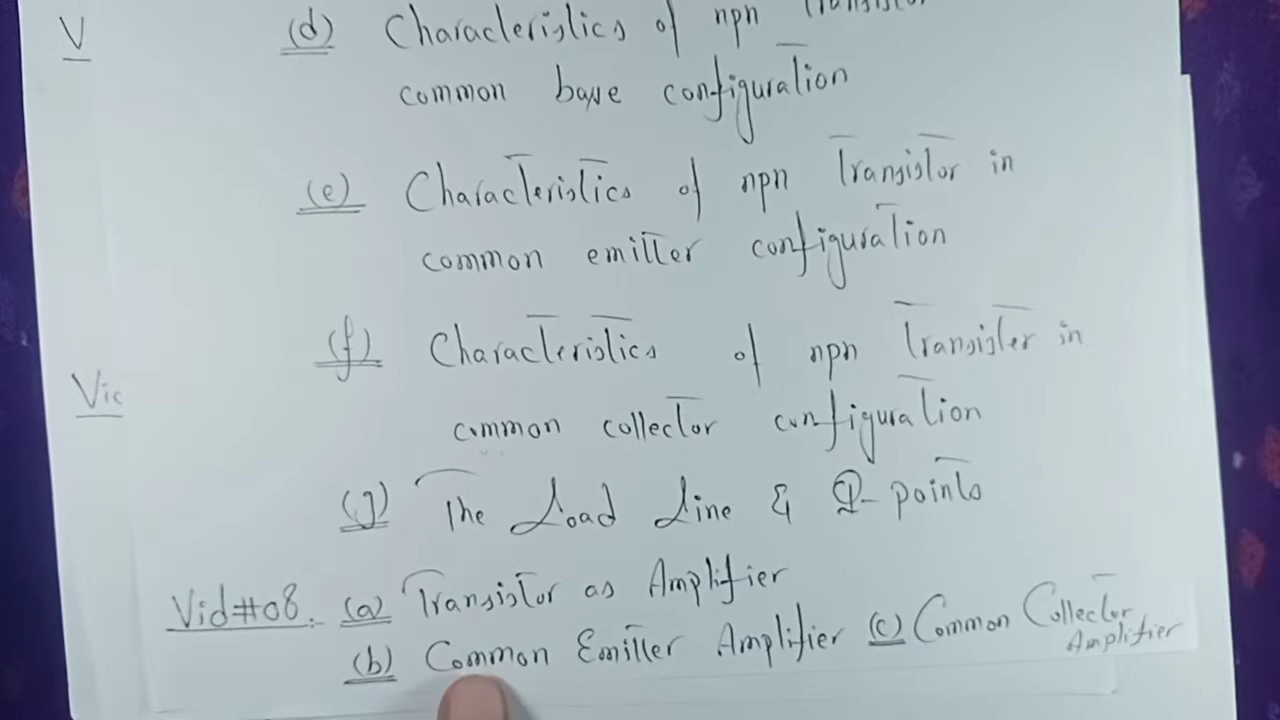 V (d) Characteristics of npn transistor
common base configuration
(e) Characteristics of npn Transistor in
common emitter configuration
(f) Characteristics of npn Transister in
Vic
common collector configuration
(g) The Load Line & Q-points
Vid#08: (a) Transistor as Amplifier
(b) Common Emitter Amplifier (c) Common Collector
Amplifier